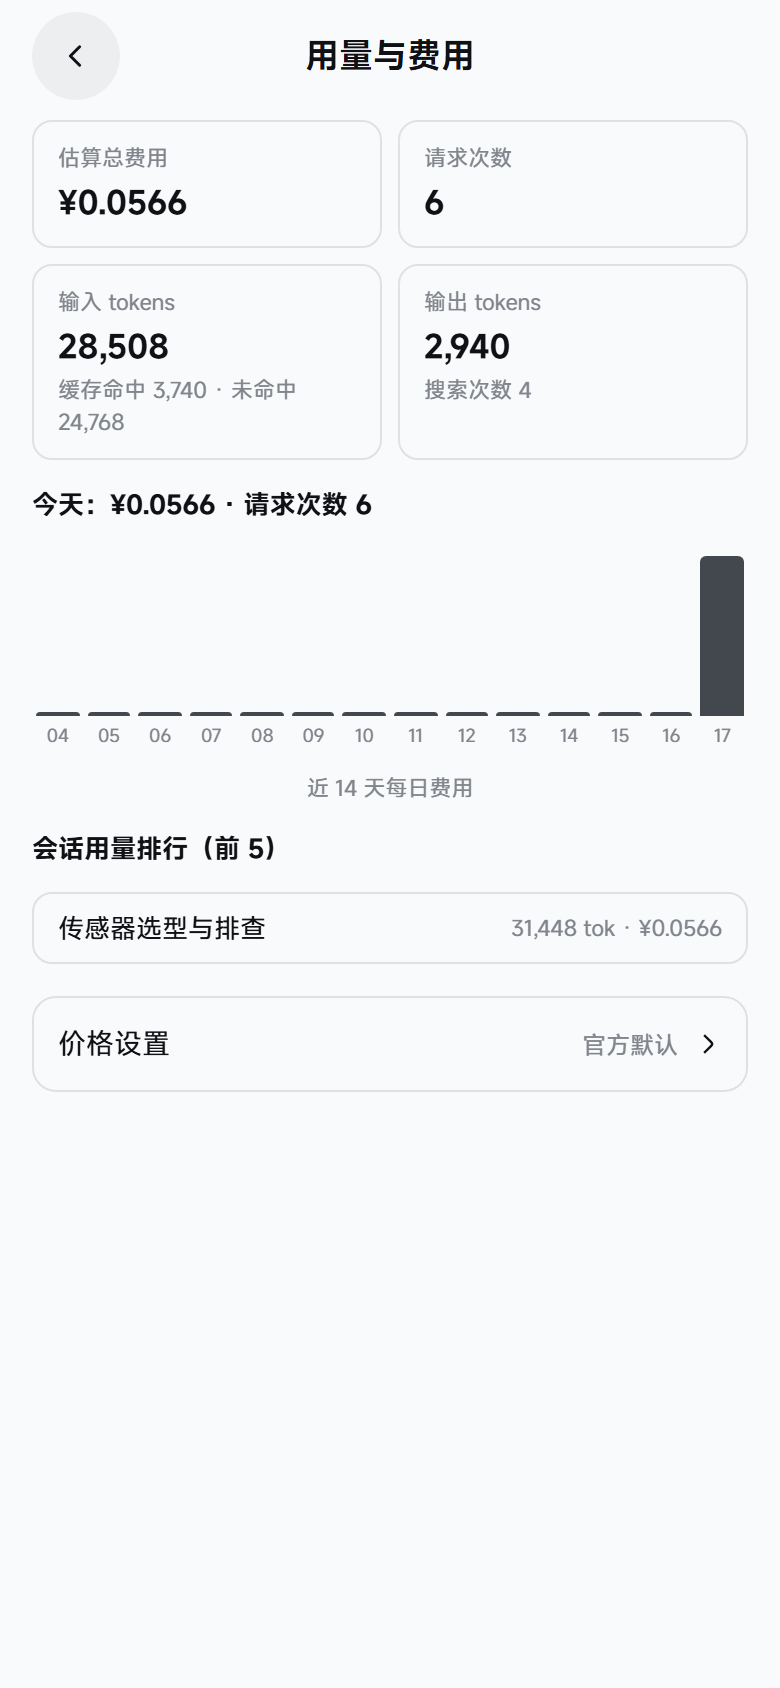 用量与费用
估算总费用
¥0.0566
请求次数
6
输入 tokens
28,508
缓存命中 3,740 · 未命中
24,768
输出 tokens
2,940
搜索次数 4
今天：¥0.0566 · 请求次数 6
04 05 06 07 08 09 10 11 12 13 14 15 16 17
近 14 天每日费用
会话用量排行（前 5）
传感器选型与排查 31,448 tok · ¥0.0566
价格设置 官方默认